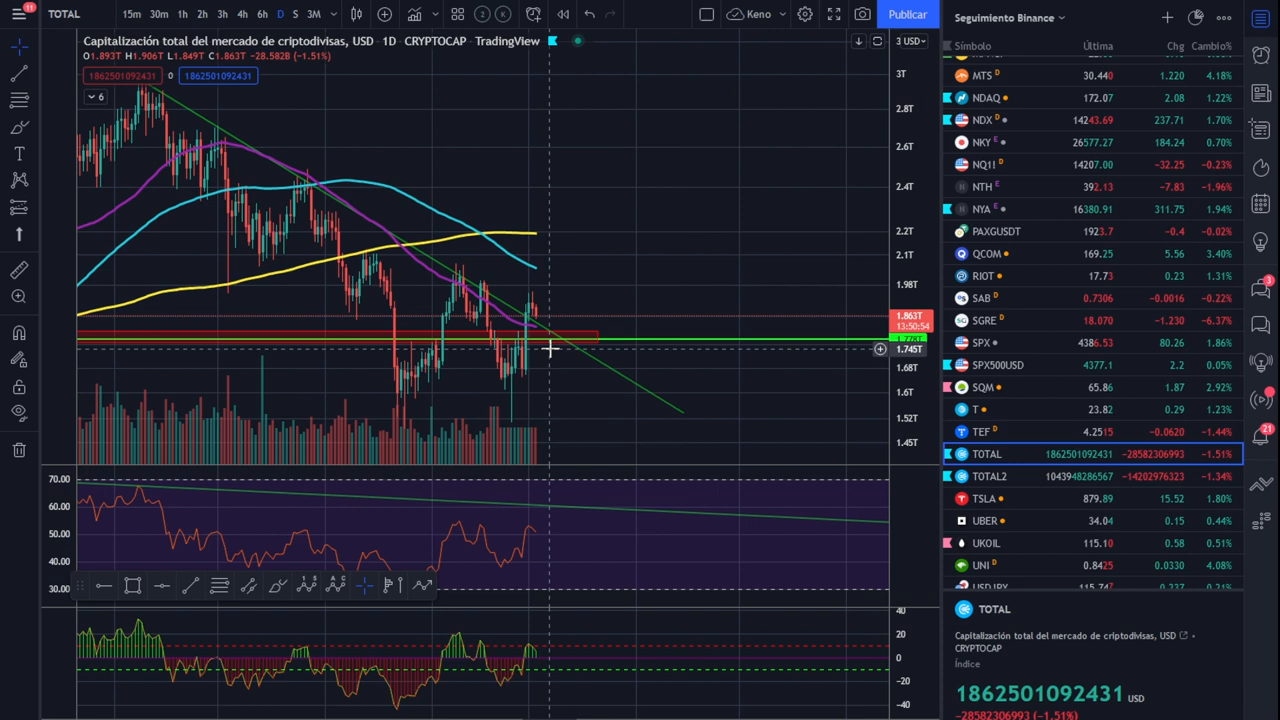 11
TOTAL 15m 30m 1h 2h 3h 4h 6h D S 3M 2 K Keno Publicar
Capitalización total del mercado de criptodivisas, USD 1D CRYPTOCAP TradingView
O1.893T H1.906T L1.849T C1.863T −28.582B (−1.51%)
1862501092431 0 1862501092431
6
3 USD
3T
2.8T
2.6T
2.4T
2.2T
2.1T
1.98T
1.863T
13:50:54
1.745T
1.68T
1.6T
1.52T
1.45T
70.00
60.00
50.00
40.00
30.00
40
20
0
−20
−40
Seguimiento Binance
Símbolo Última Chg Cambio%
MTS D 30.440 1.220 4.18%
NDAQ 172.07 2.08 1.22%
NDX D 14243.69 237.71 1.70%
NKY E 26577.27 184.24 0.70%
NQ1! D 14207.00 −32.25 −0.23%
NTH E 392.13 −7.83 −1.96%
NYA E 16380.91 311.75 1.94%
PAXGUSDT 1923.7 −0.4 −0.02%
QCOM 169.25 5.56 3.40%
RIOT 17.73 0.23 1.31%
SAB D 0.7306 −0.0016 −0.22%
SGRE D 18.070 −1.230 −6.37%
SPX 4386.53 80.26 1.86%
SPX500USD 4377.1 2.2 0.05%
SQM 65.86 1.87 2.92%
T 23.82 0.29 1.23%
TEF D 4.2515 −0.0620 −1.44%
TOTAL 1862501092431 −28582306993 −1.51%
TOTAL2 1043948286567 −14202976323 −1.34%
TSLA 879.89 15.52 1.80%
UBER 34.04 0.15 0.44%
UKOIL 115.10 0.58 0.51%
UNI D 0.8425 0.0330 4.08%
USDJPY 115.747 0.237 0.21%
TOTAL
Capitalización total del mercado de criptodivisas, USD
CRYPTOCAP
Índice
1862501092431 USD
−28582306993 (−1.51%)
3
21